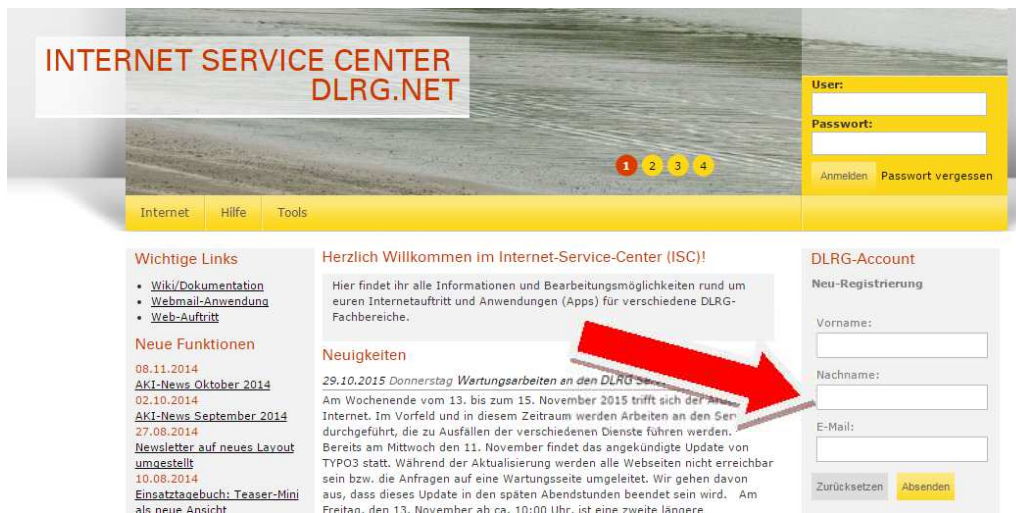 INTERNET SERVICE CENTER
DLRG.NET
User:
Passwort:
Anmelden Passwort vergessen
1 2 3 4
Internet Hilfe Tools
Wichtige Links
• Wiki/Dokumentation
• Webmail-Anwendung
• Web-Auftritt
Neue Funktionen
08.11.2014
AKI-News Oktober 2014
02.10.2014
AKI-News September 2014
27.08.2014
Newsletter auf neues Layout
umgestellt
10.08.2014
Einsatztagebuch: Teaser-Mini
als neue Ansicht
Herzlich Willkommen im Internet-Service-Center (ISC)!
Hier findet ihr alle Informationen und Bearbeitungsmöglichkeiten rund um
euren Internetauftritt und Anwendungen (Apps) für verschiedene DLRG-
Fachbereiche.
Neuigkeiten
29.10.2015 Donnerstag Wartungsarbeiten an den DLRG
Am Wochenende vom 13. bis zum 15. November 2015 trifft sich der
Internet. Im Vorfeld und in diesem Zeitraum werden Arbeiten an den
durchgeführt, die zu Ausfällen der verschiedenen Dienste führen werden.
Bereits am Mittwoch den 11. November findet das angekündigte Update von
TYPO3 statt. Während der Aktualisierung werden alle Webseiten nicht erreichbar
sein bzw. die Anfragen auf eine Wartungsseite umgeleitet. Wir gehen davon
aus, dass dieses Update in den späten Abendstunden beendet sein wird. Am
Freitag, den 13. November ab ca. 10:00 Uhr, ist eine zweite längere
DLRG-Account
Neu-Registrierung
Vorname:
Nachname:
E-Mail:
Zurücksetzen Absenden